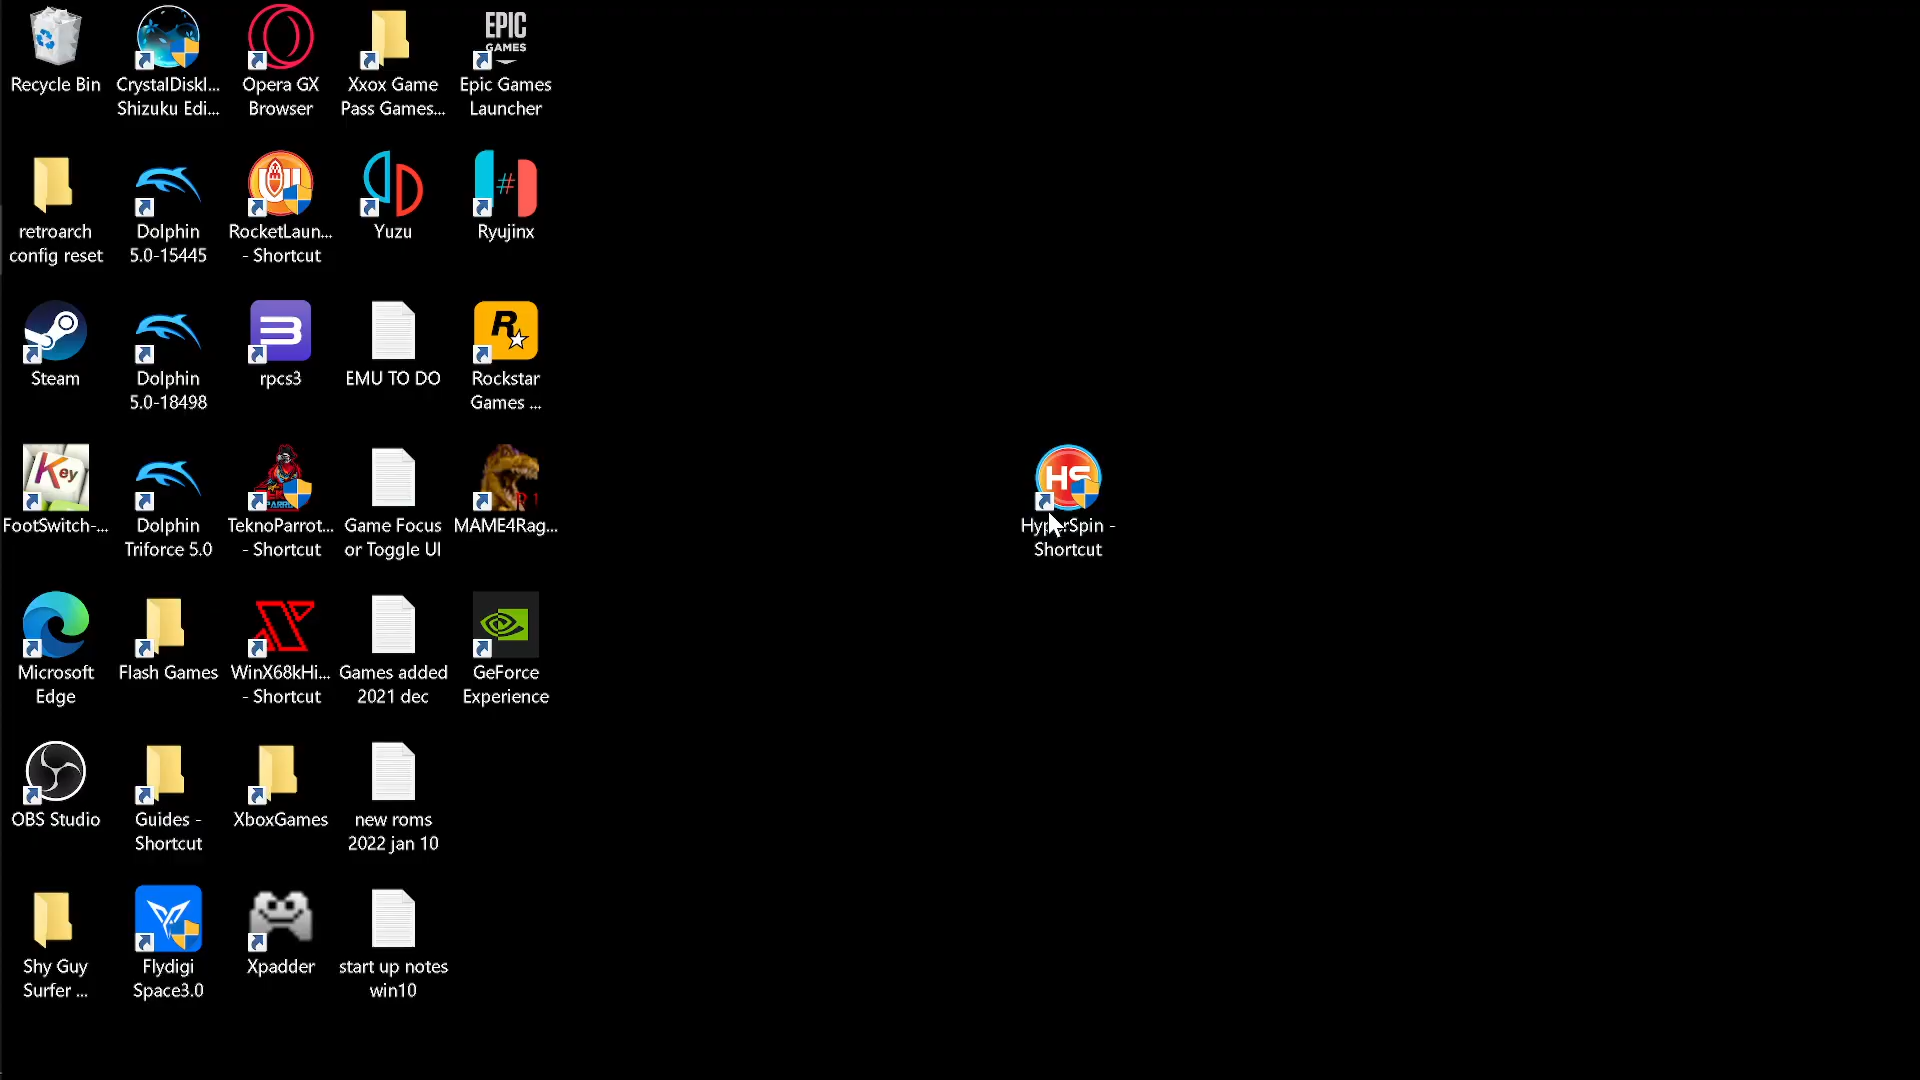 EPIC
GAMES
Recycle Bin
CrystalDiskI...
Shizuku Edi...
Opera GX
Browser
Xxox Game
Pass Games...
Epic Games
Launcher
retroarch
config reset
Dolphin
5.0-15445
RocketLaun...
- Shortcut
Yuzu
#
Ryujinx
Steam
Dolphin
5.0-18498
rpcs3
EMU TO DO
R
Rockstar
Games ...
Key
FootSwitch-...
Dolphin
Triforce 5.0
TeknoParrot...
- Shortcut
Game Focus
or Toggle UI
MAME4Rag...
HS
HyperSpin -
Shortcut
Microsoft
Edge
Flash Games
WinX68kHi...
- Shortcut
Games added
2021 dec
GeForce
Experience
OBS Studio
Guides -
Shortcut
XboxGames
new roms
2022 jan 10
Shy Guy
Surfer ...
Flydigi
Space3.0
Xpadder
start up notes
win10